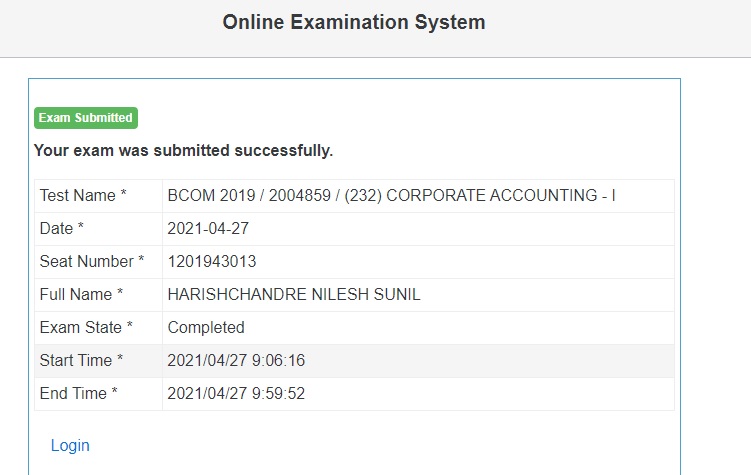 Online Examination System
Exam Submitted
Your exam was submitted successfully.
Test Name * BCOM 2019 / 2004859 / (232) CORPORATE ACCOUNTING - I
Date * 2021-04-27
Seat Number * 1201943013
Full Name * HARISHCHANDRE NILESH SUNIL
Exam State * Completed
Start Time * 2021/04/27 9:06:16
End Time * 2021/04/27 9:59:52
Login